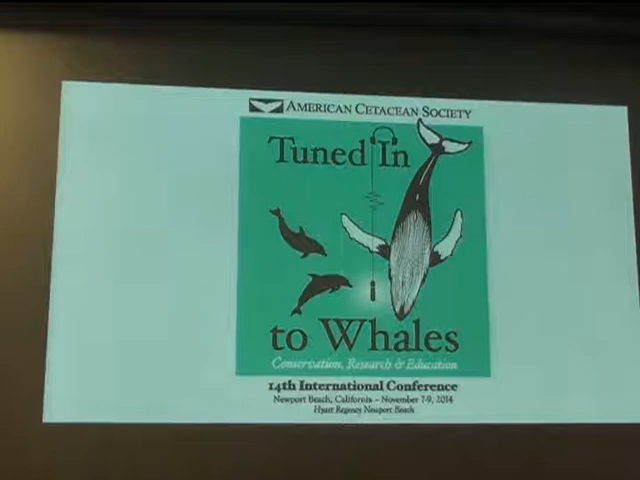 AMERICAN CETACEAN SOCIETY
Tuned In
to Whales
Conservation, Research & Education
14th International Conference
Newport Beach, California – November 7-9, 2014
Hyatt Regency Newport Beach